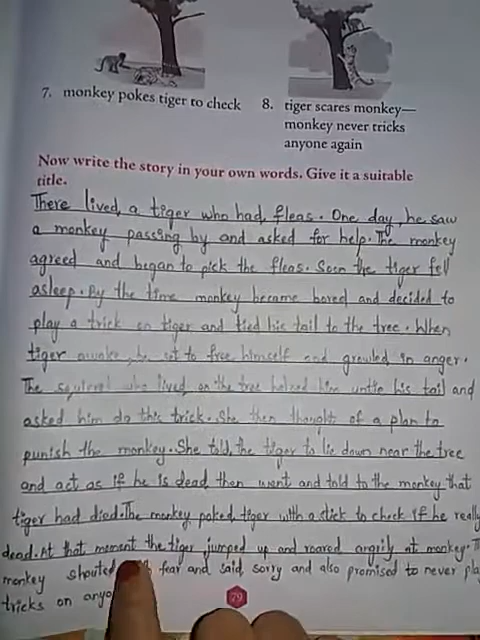 7. monkey pokes tiger to check
8. tiger scares monkey—
monkey never tricks
anyone again
Now write the story in your own words. Give it a suitable
title.
There lived a tiger who had fleas. One day, he saw
a monkey passing by and asked for help. The monkey
agreed and began to pick the fleas. Soon the tiger fell
asleep. By the time monkey became bored and decided to
play a trick on tiger and tied his tail to the tree. When
tiger awoke, he to free himself and growled in anger.
The squirrel who lived on the tree helped him untie his tail and
asked him do this trick. She then thought of a plan to
punish the monkey. She told the tiger to lie down near the tree
and act as if he is dead then went and told to the monkey that
tiger had died. The monkey poked tiger with a stick to check if he really
dead. At that moment the tiger jumped up and roared angrily at monkey.
monkey shouted fear and said, sorry and also promised to never
tricks on
79